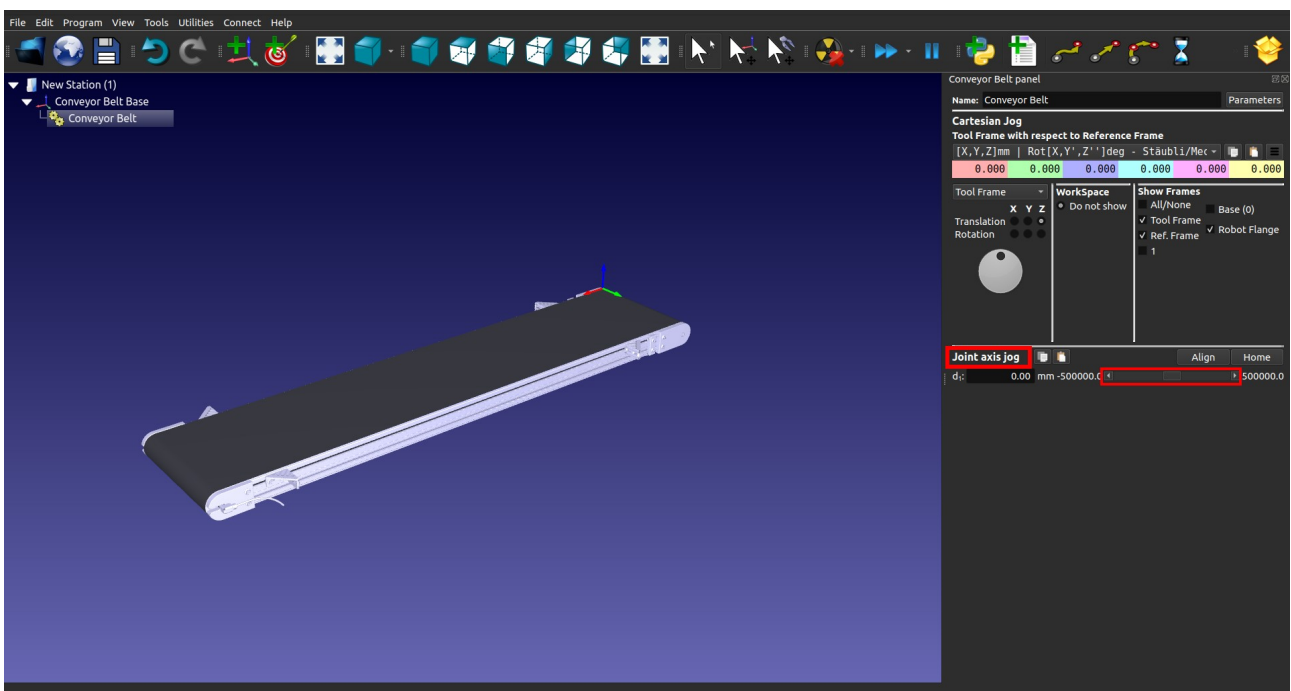 File Edit Program View Tools Utilities Connect Help
New Station (1)
Conveyor Belt Base
Conveyor Belt
Conveyor Belt panel
Name: Conveyor Belt Parameters
Cartesian Jog
Tool Frame with respect to Reference Frame
[X,Y,Z]mm | Rot[X,Y',Z'']deg - Stäubli/Mec
0.000 0.000 0.000 0.000 0.000 0.000
Tool Frame
X Y Z
Translation
Rotation
WorkSpace
Do not show
Show Frames
All/None Base (0)
Tool Frame
Robot Flange
Ref. Frame
1
Joint axis jog Align Home
d₁: 0.00 mm -500000.0 500000.0